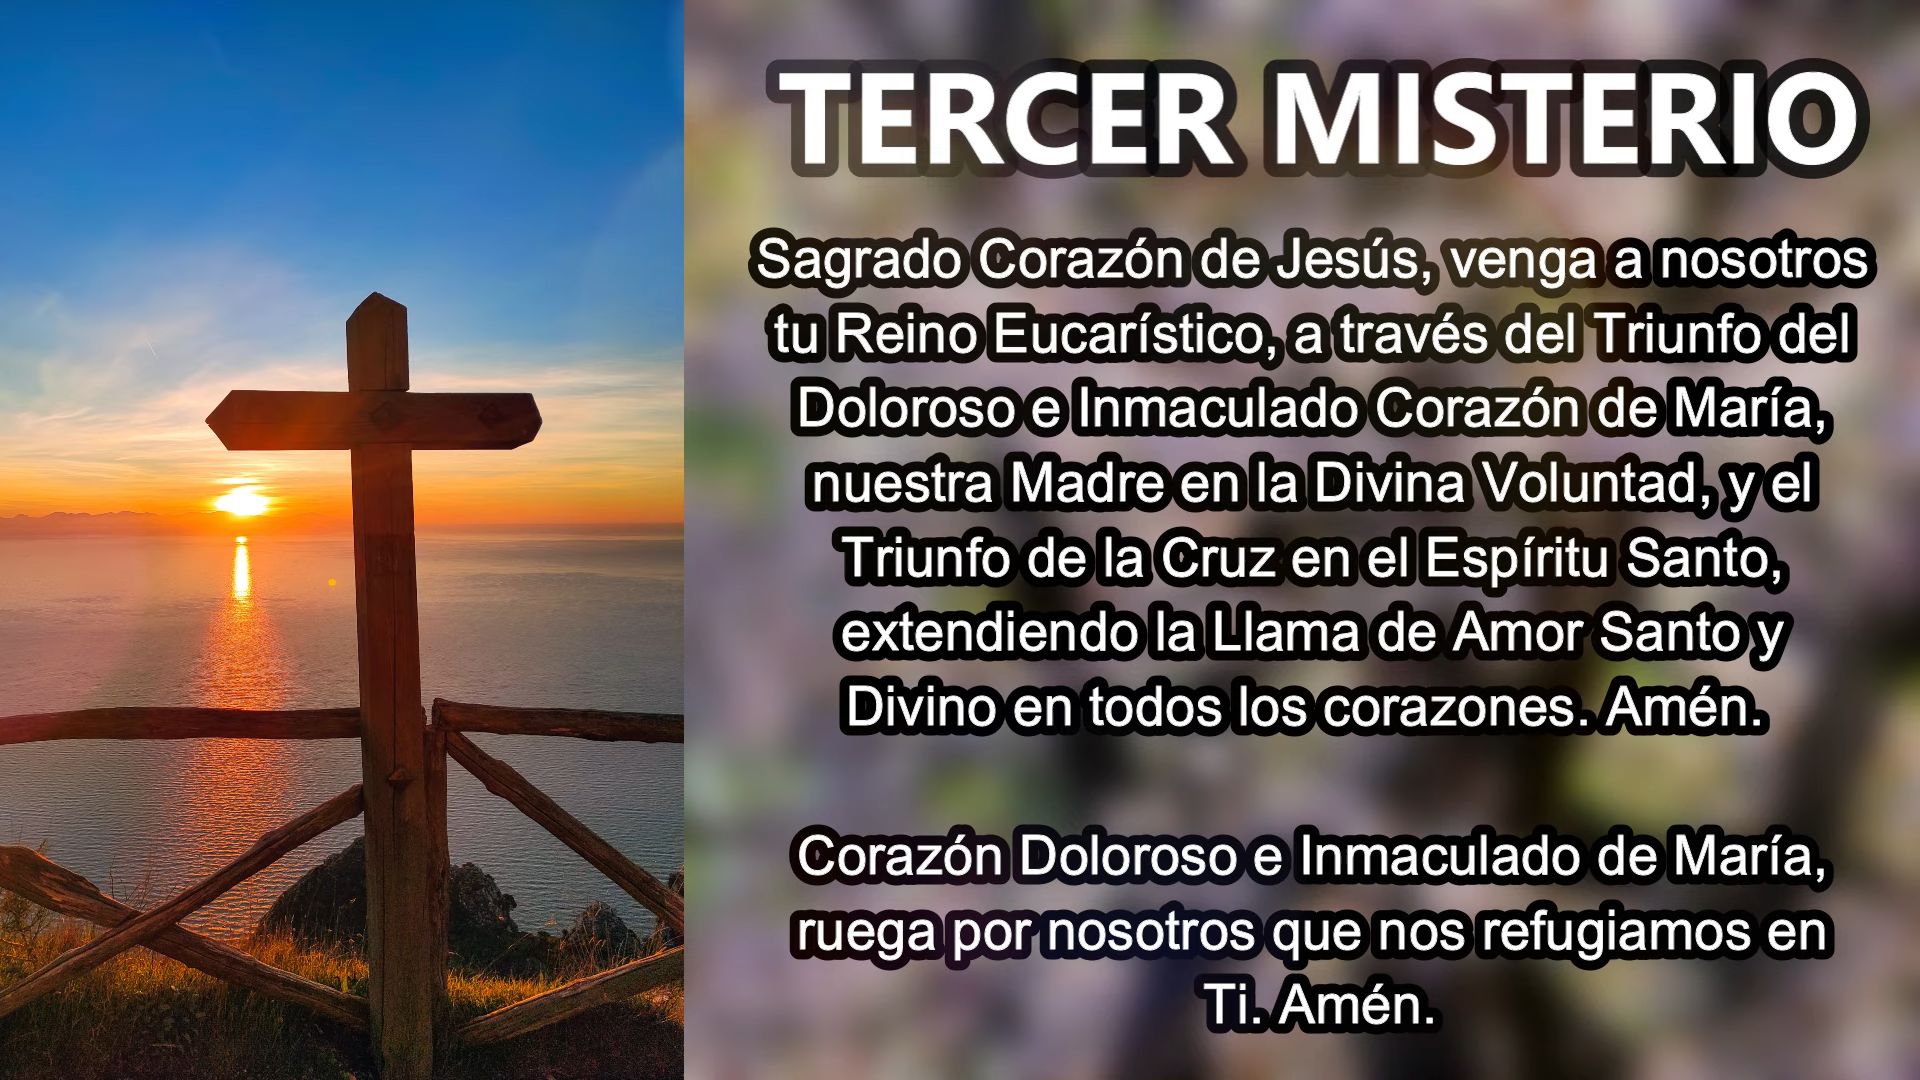 TERCER MISTERIO
Sagrado Corazón de Jesús, venga a nosotros
tu Reino Eucarístico, a través del Triunfo del
Doloroso e Inmaculado Corazón de María,
nuestra Madre en la Divina Voluntad, y el
Triunfo de la Cruz en el Espíritu Santo,
extendiendo la Llama de Amor Santo y
Divino en todos los corazones. Amén.
Corazón Doloroso e Inmaculado de María,
ruega por nosotros que nos refugiamos en
Ti. Amén.